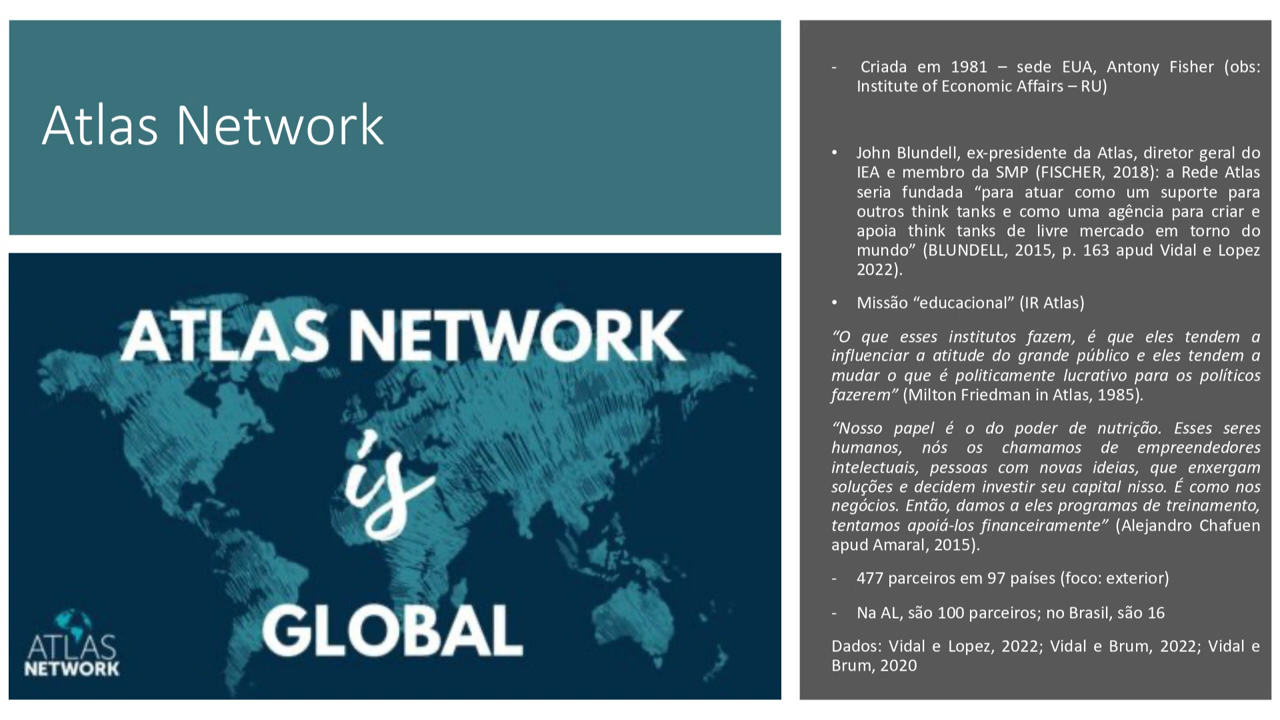 Atlas Network
ATLAS NETWORK
is
GLOBAL
ATLAS
NETWORK
- Criada em 1981 – sede EUA, Antony Fisher (obs:
Institute of Economic Affairs – RU)
• John Blundell, ex-presidente da Atlas, diretor geral do
IEA e membro da SMP (FISCHER, 2018): a Rede Atlas
seria fundada “para atuar como um suporte para
outros think tanks e como uma agência para criar e
apoia think tanks de livre mercado em torno do
mundo” (BLUNDELL, 2015, p. 163 apud Vidal e Lopez
2022).
• Missão “educacional” (IR Atlas)
“O que esses institutos fazem, é que eles tendem a
influenciar a atitude do grande público e eles tendem a
mudar o que é politicamente lucrativo para os políticos
fazerem” (Milton Friedman in Atlas, 1985).
“Nosso papel é o do poder de nutrição. Esses seres
humanos, nós os chamamos de empreendedores
intelectuais, pessoas com novas ideias, que enxergam
soluções e decidem investir seu capital nisso. É como nos
negócios. Então, damos a eles programas de treinamento,
tentamos apoiá-los financeiramente” (Alejandro Chafuen
apud Amaral, 2015).
- 477 parceiros em 97 países (foco: exterior)
- Na AL, são 100 parceiros; no Brasil, são 16
Dados: Vidal e Lopez, 2022; Vidal e Brum, 2022; Vidal e
Brum, 2020